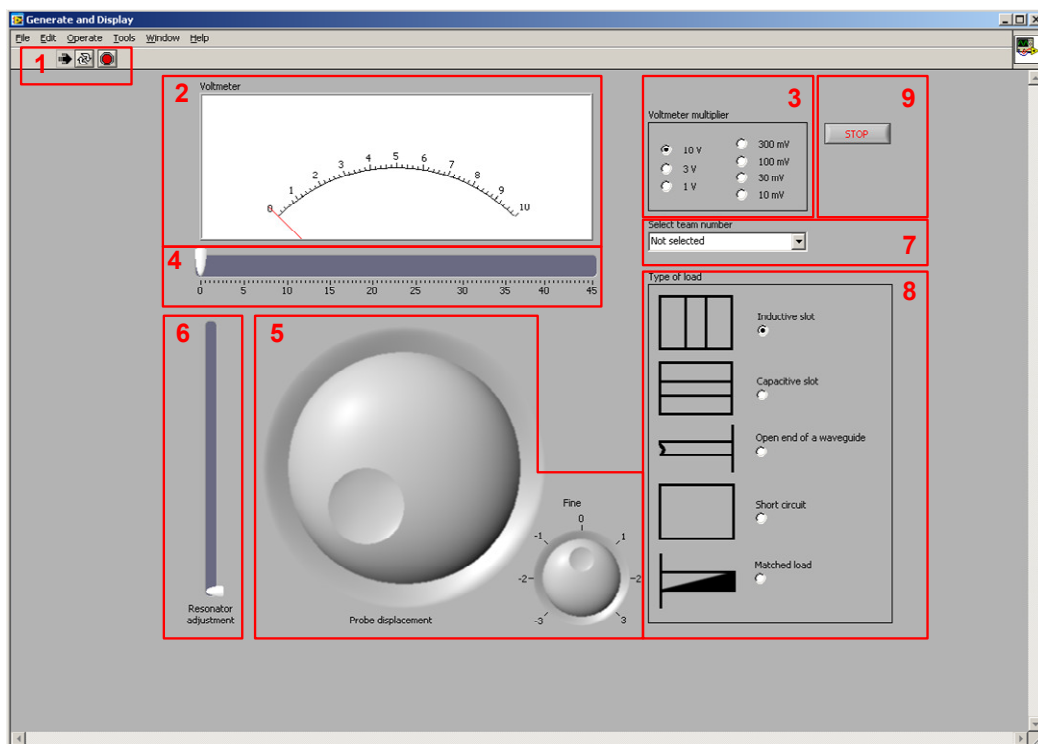 Generate and Display
File Edit Operate Tools Window Help
1
2
Voltmeter
0 1 2 3 4 5 6 7 8 9 10
3
Voltmeter multiplier
10 V
3 V
1 V
300 mV
100 mV
30 mV
10 mV
9
STOP
Select team number
Not selected
7
4
0 5 10 15 20 25 30 35 40 45
6
Resonator
adjustment
5
Probe displacement
Fine
-3 -2 -1 0 1 2 3
Type of load
8
Inductive slot
Capacitive slot
Open end of a waveguide
Short circuit
Matched load